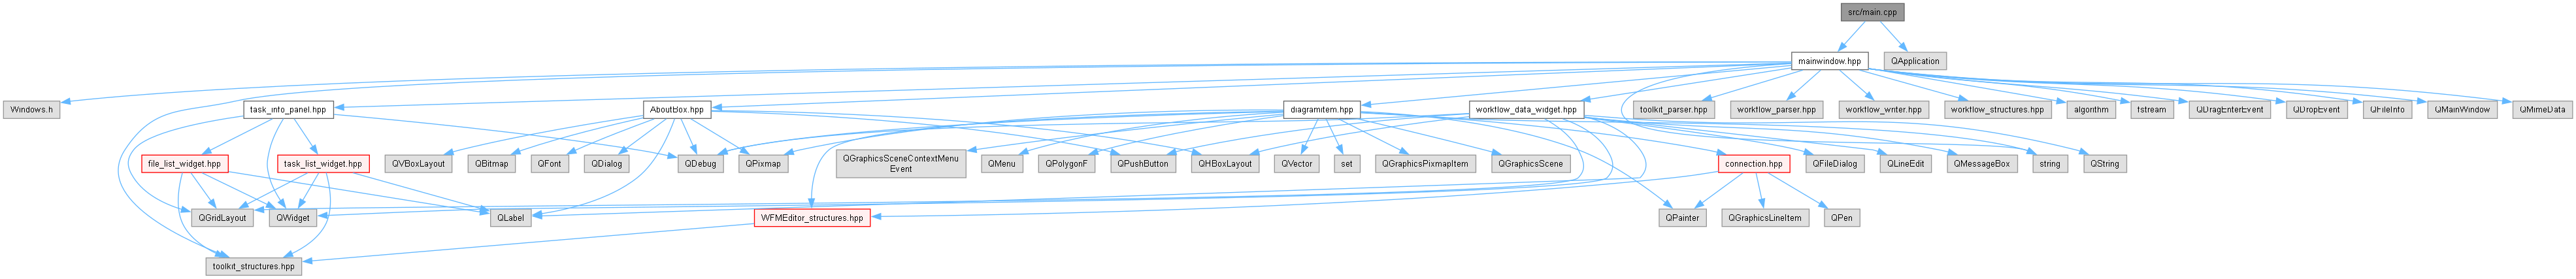 src/main.cpp
mainwindow.hpp
QApplication
Windows.h
task_info_panel.hpp
AboutBox.hpp
diagramitem.hpp
workflow_data_widget.hpp
toolkit_parser.hpp
workflow_parser.hpp
workflow_writer.hpp
workflow_structures.hpp
algorithm
fstream
QDragEnterEvent
QDropEvent
QFileInfo
QMainWindow
QMimeData
file_list_widget.hpp
task_list_widget.hpp
QVBoxLayout
QBitmap
QFont
QDialog
QDebug
QPixmap
QGraphicsSceneContextMenu
Event
QMenu
QPolygonF
QPushButton
QHBoxLayout
QVector
set
QGraphicsPixmapItem
QGraphicsScene
connection.hpp
QFileDialog
QLineEdit
QMessageBox
string
QString
QGridLayout
QWidget
QLabel
WFMEditor_structures.hpp
QPainter
QGraphicsLineItem
QPen
toolkit_structures.hpp